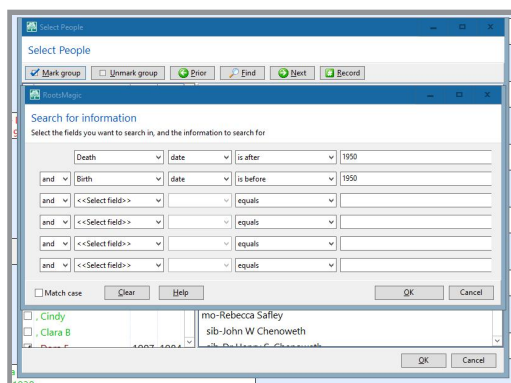 Select People
Select People
Mark group Unmark group Prior Find Next Record
RootsMagic
Search for information
Select the fields you want to search in, and the information to search for
Death date is after 1950
and Birth date is before 1950
and <<Select field>> equals
and <<Select field>> equals
and <<Select field>> equals
and <<Select field>> equals
Match case Clear Help OK Cancel
, Cindy
, Clara B
mo-Rebecca Safley
sib-John W Chenoweth
OK Cancel